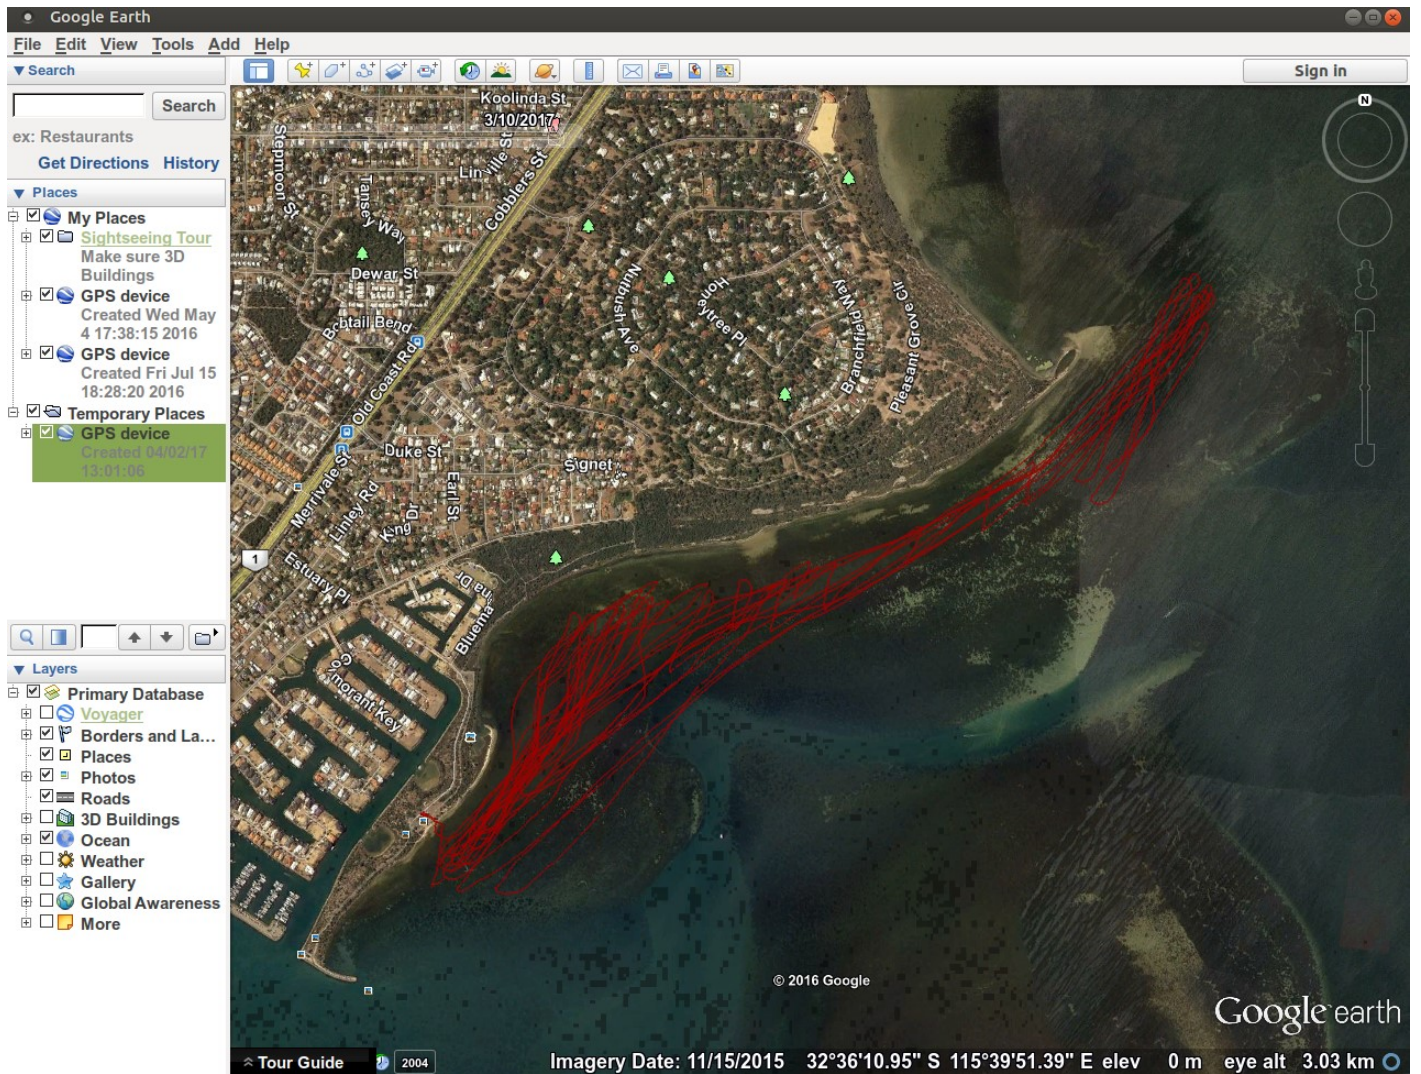 Google Earth
File Edit View Tools Add Help
Search
Sign in
Search
ex: Restaurants
Get Directions History
Places
My Places
Sightseeing Tour
Make sure 3D
Buildings
GPS device
Created Wed May
4 17:38:15 2016
GPS device
Created Fri Jul 15
18:28:20 2016
Temporary Places
GPS device
Created 04/02/17
13:01:06
Layers
Primary Database
Voyager
Borders and La...
Places
Photos
Roads
3D Buildings
Ocean
Weather
Gallery
Global Awareness
More
Koolinda St
3/10/2017
Linville St
Cobblers St
Tansey Way
Dewar St
Bobtail Bend
Old Coast Rd
Nutbush Ave
Honeytree Pl
Branchfield Way
Pleasant Grove Cir
Duke St
Signet
Merrivale St
Linley Rd
King Dr
Earl St
1
Estuary Pl
Cormorant Key
N
© 2016 Google
Google earth
Tour Guide
2004
Imagery Date: 11/15/2015 32°36'10.95" S 115°39'51.39" E elev 0 m eye alt 3.03 km